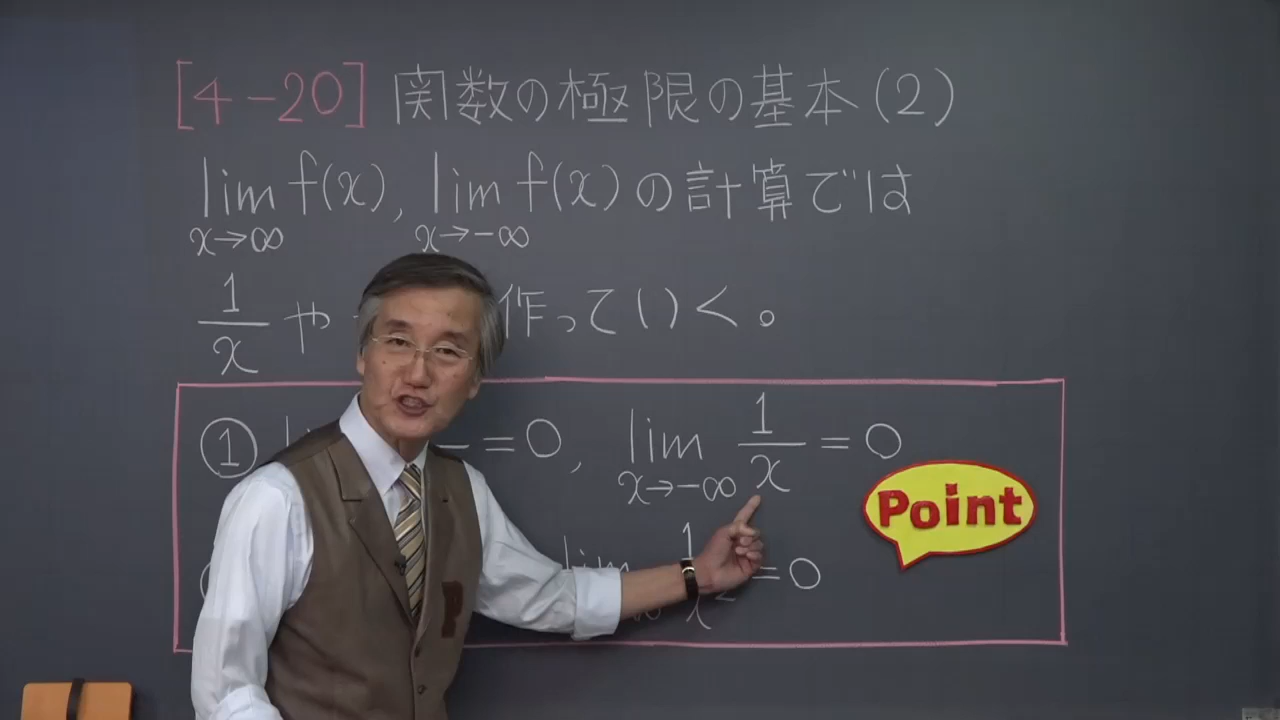 [4-20] 関数の極限の基本(2)
lim f(x), lim f(x)の計算では
x→∞ x→-∞
1/x や 作っていく。
① =0, lim 1/x =0
x→-∞
Point
lim 1/x² =0